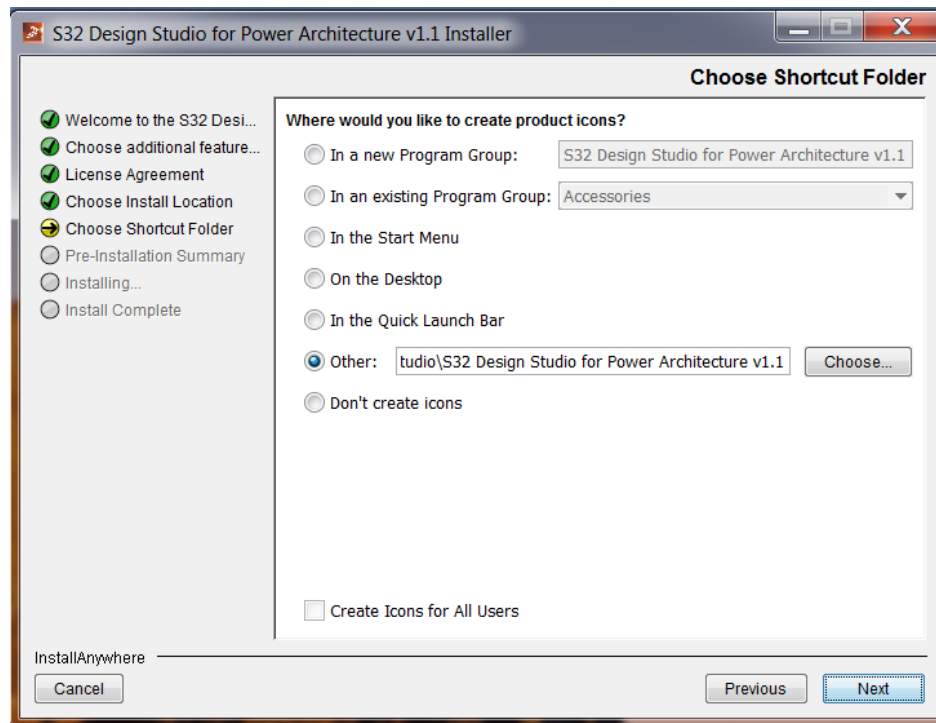 S32 Design Studio for Power Architecture v1.1 Installer
Choose Shortcut Folder
Welcome to the S32 Desi...
Choose additional feature...
License Agreement
Choose Install Location
Choose Shortcut Folder
Pre-Installation Summary
Installing...
Install Complete
Where would you like to create product icons?
In a new Program Group: S32 Design Studio for Power Architecture v1.1
In an existing Program Group: Accessories
In the Start Menu
On the Desktop
In the Quick Launch Bar
Other: tudio\S32 Design Studio for Power Architecture v1.1 Choose...
Don't create icons
Create Icons for All Users
InstallAnywhere
Cancel Previous Next